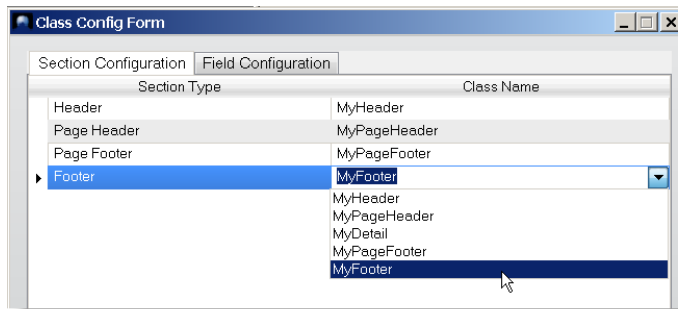 Class Config Form
Section Configuration Field Configuration
Section Type Class Name
Header MyHeader
Page Header MyPageHeader
Page Footer MyPageFooter
Footer MyFooter
MyHeader
MyPageHeader
MyDetail
MyPageFooter
MyFooter